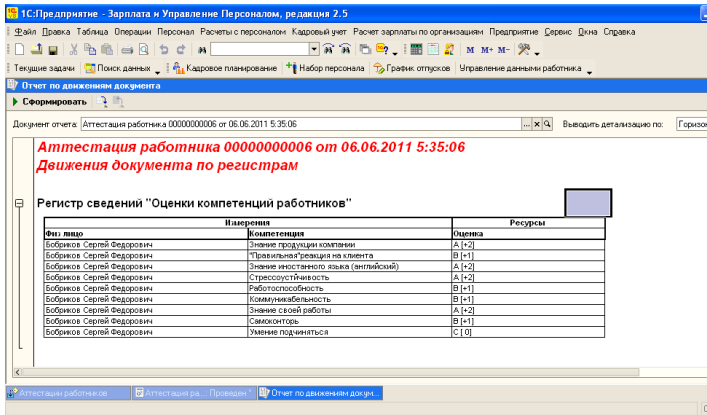 1С:Предприятие - Зарплата и Управление Персоналом, редакция 2.5
Файл Правка Таблица Операции Персонал Расчеты с персоналом Кадровый учет Расчет зарплаты по организациям Предприятие Сервис Окна Справка
M M+ M-
Текущие задачи Поиск данных Кадровое планирование Набор персонала График отпусков Управление данными работника
Отчет по движениям документа
Сформировать
Документ отчета: Аттестация работника 00000000006 от 06.06.2011 5:35:06 ... x Выводить детализацию по: Горизон
Аттестация работника 00000000006 от 06.06.2011 5:35:06
Движения документа по регистрам
Регистр сведений "Оценки компетенций работников"
Измерения Ресурсы
Физ лицо Компетенция Оценка
Бобриков Сергей Федорович Знание продукции компании A [+2]
Бобриков Сергей Федорович "Правильная"реакция на клиента B [+1]
Бобриков Сергей Федорович Знание иностанного языка (английский) A [+2]
Бобриков Сергей Федорович Стрессоустйчивость A [+2]
Бобриков Сергей Федорович Работоспособность B [+1]
Бобриков Сергей Федорович Коммуникабельность B [+1]
Бобриков Сергей Федорович Знание своей работы A [+2]
Бобриков Сергей Федорович Самоконторь B [+1]
Бобриков Сергей Федорович Умение подчиняться C [ 0]
Аттестации работников Аттестация ра... Проведен * Отчет по движениям докум...